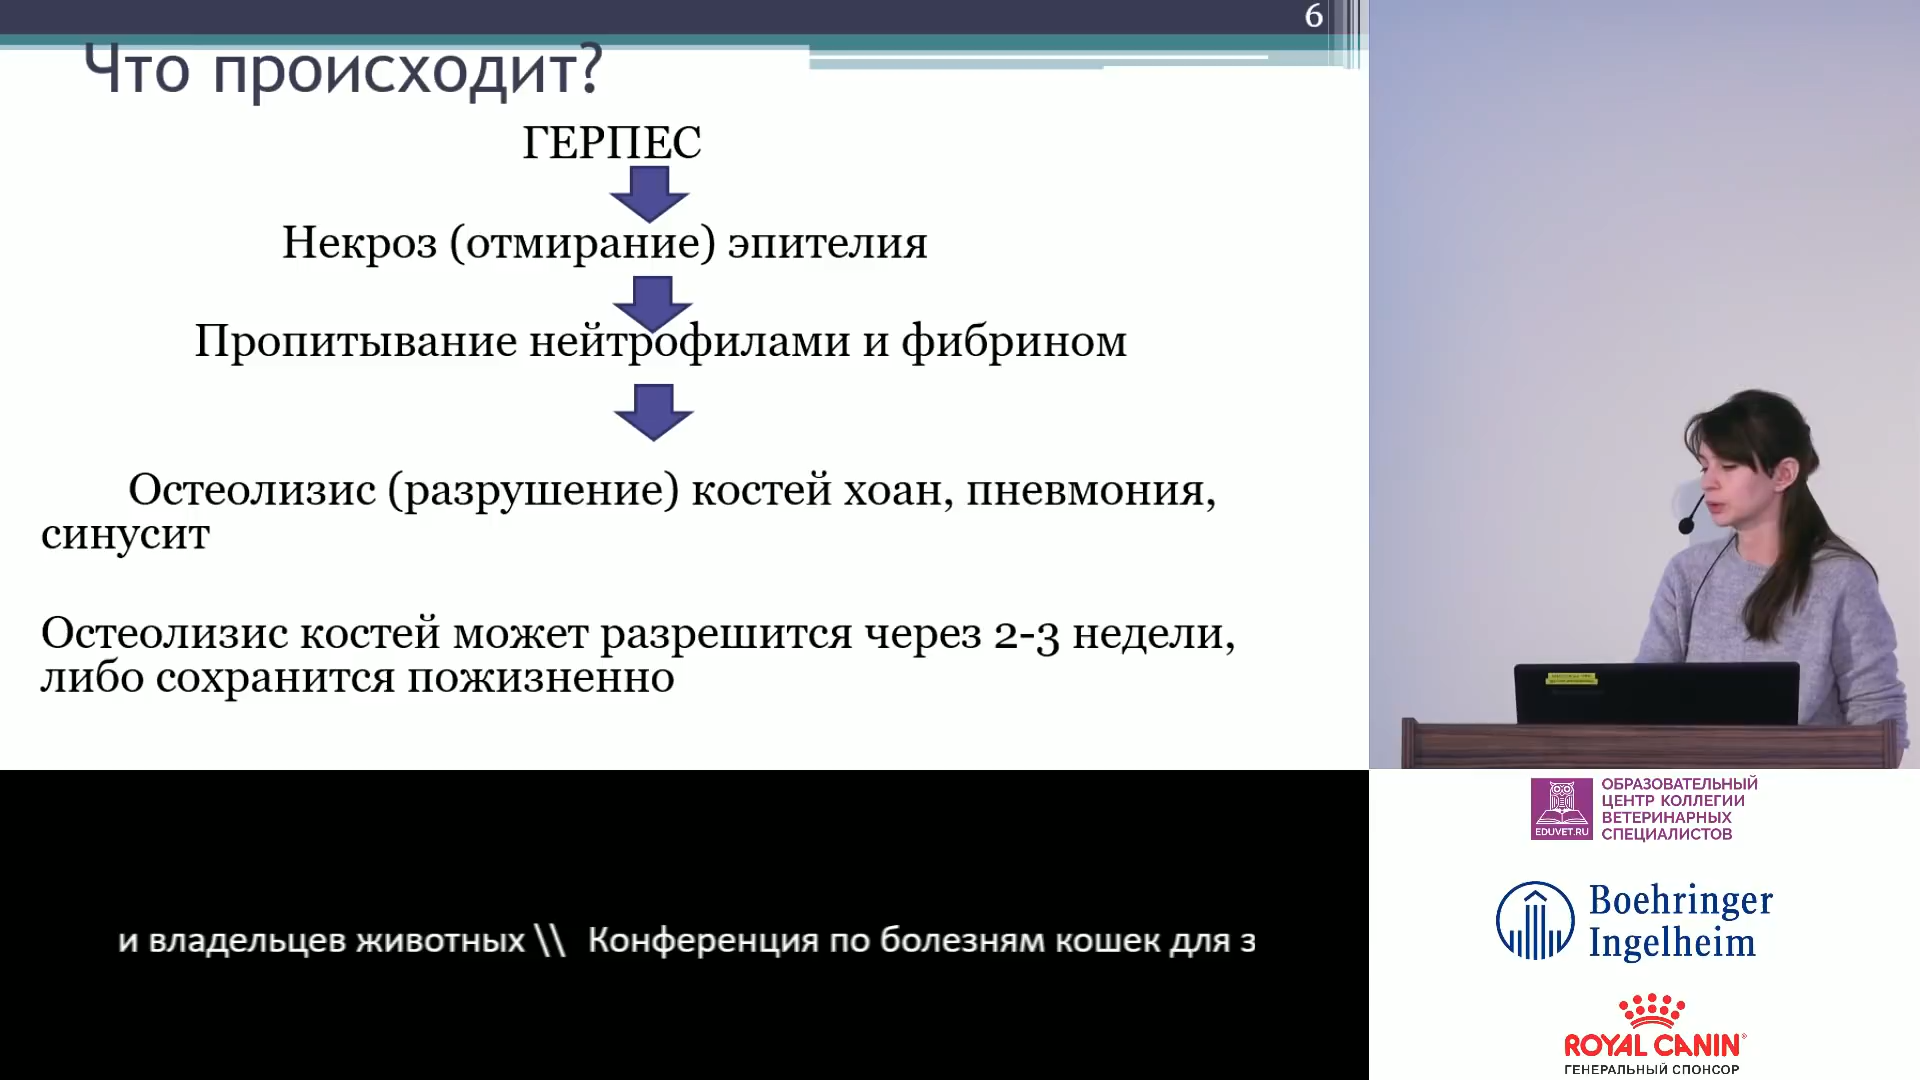 6
Что происходит?
ГЕРПЕС
Некроз (отмирание) эпителия
Пропитывание нейтрофилами и фибрином
Остеолизис (разрушение) костей хоан, пневмония,
синусит
Остеолизис костей может разрешится через 2-3 недели,
либо сохранится пожизненно
и владельцев животных \\ Конференция по болезням кошек для з
EDUVET.RU
ОБРАЗОВАТЕЛЬНЫЙ
ЦЕНТР КОЛЛЕГИИ
ВЕТЕРИНАРНЫХ
СПЕЦИАЛИСТОВ
Boehringer
Ingelheim
ROYAL CANIN
ГЕНЕРАЛЬНЫЙ СПОНСОР